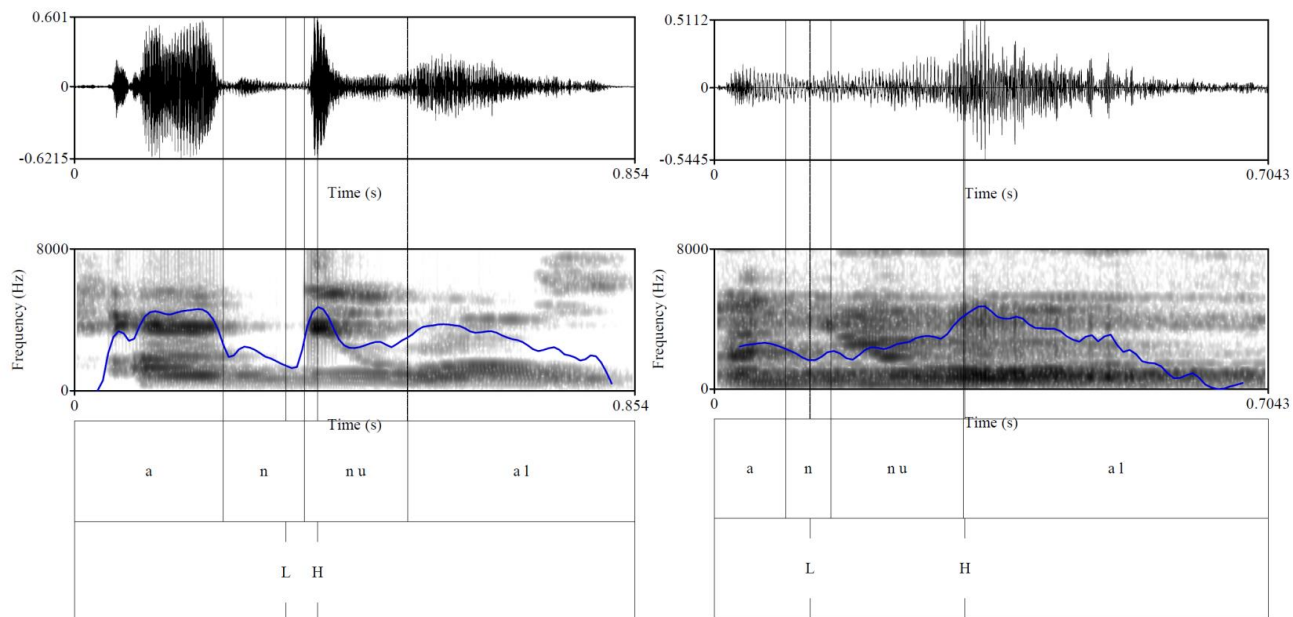 0.601
0
-0.6215
0
0.854
Time (s)
8000
Frequency (Hz)
0
0
0.854
Time (s)
a
n
n u
a l
L
H
0.5112
0
-0.5445
0
0.7043
Time (s)
8000
Frequency (Hz)
0
0
0.7043
Time (s)
a
n
n u
a l
L
H